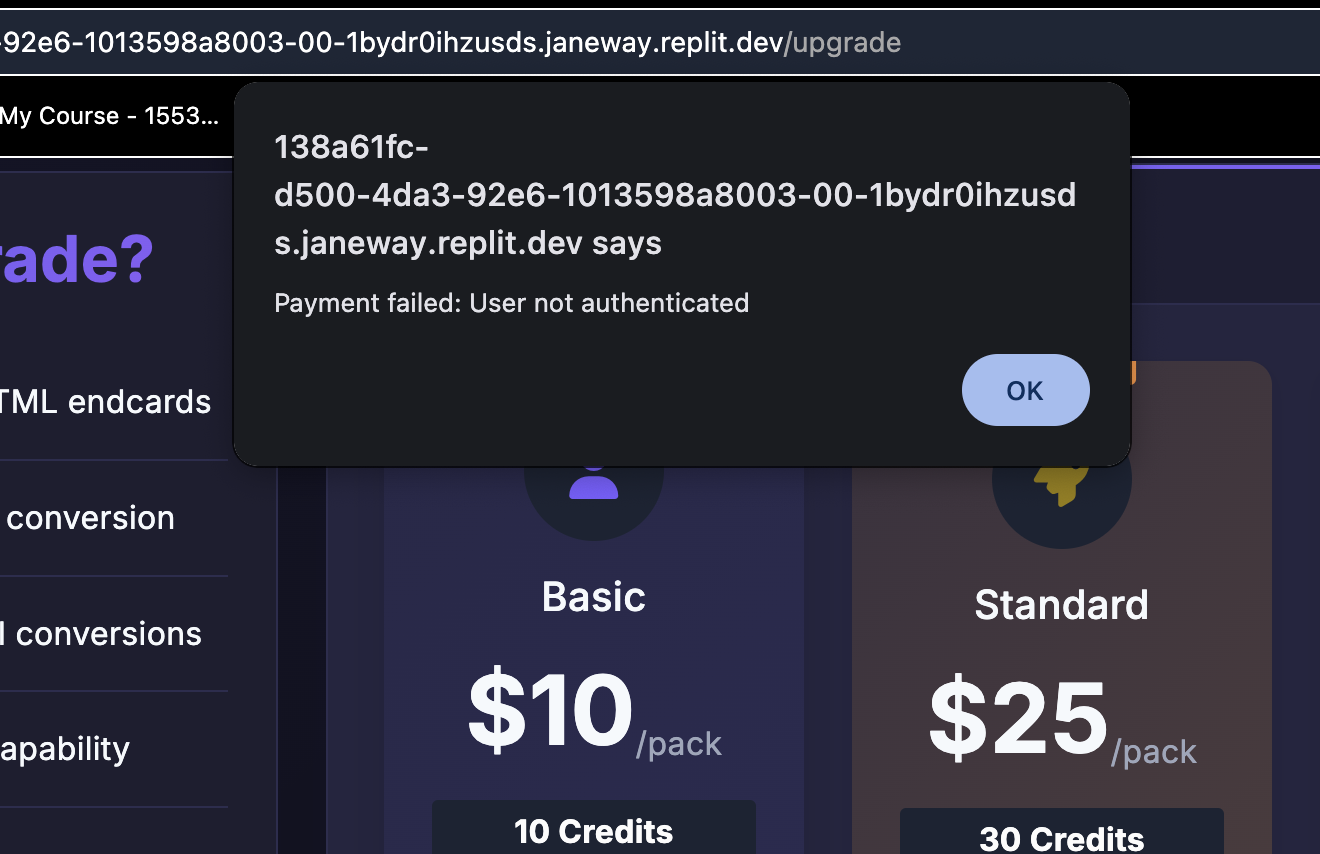 -92e6-1013598a8003-00-1bydr0ihzusds.janeway.replit.dev/upgrade
My Course - 1553...
138a61fc-
d500-4da3-92e6-1013598a8003-00-1bydr0ihzusd
s.janeway.replit.dev says
Payment failed: User not authenticated
OK
rade?
TML endcards
conversion
l conversions
apability
Basic
$10/pack
10 Credits
Standard
$25/pack
30 Credits